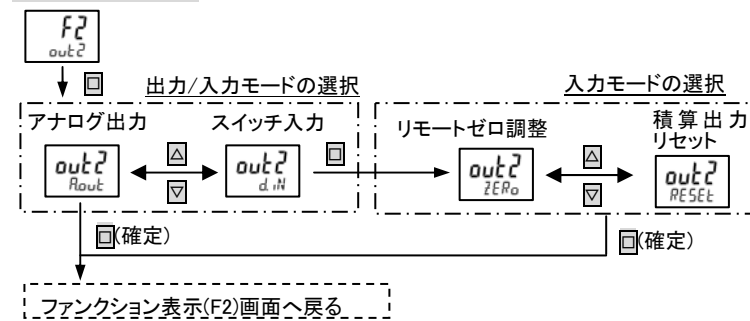 F2
out2
出力/入力モードの選択
入力モードの選択
アナログ出力
スイッチ入力
リモートゼロ調整
積算出力
リセット
out2
A.out
△
▽
out2
d.iN
out2
ZERo
△
▽
out2
RESEt
(確定)
(確定)
ファンクション表示(F2)画面へ戻る